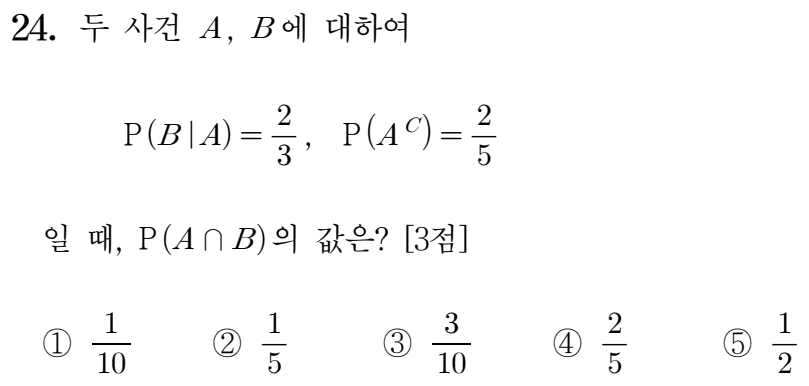 24. 두 사건 A, B에 대하여
P(B|A) = 2/3, P(A^C) = 2/5
일 때, P(A∩B)의 값은? [3점]
① 1/10 ② 1/5 ③ 3/10 ④ 2/5 ⑤ 1/2